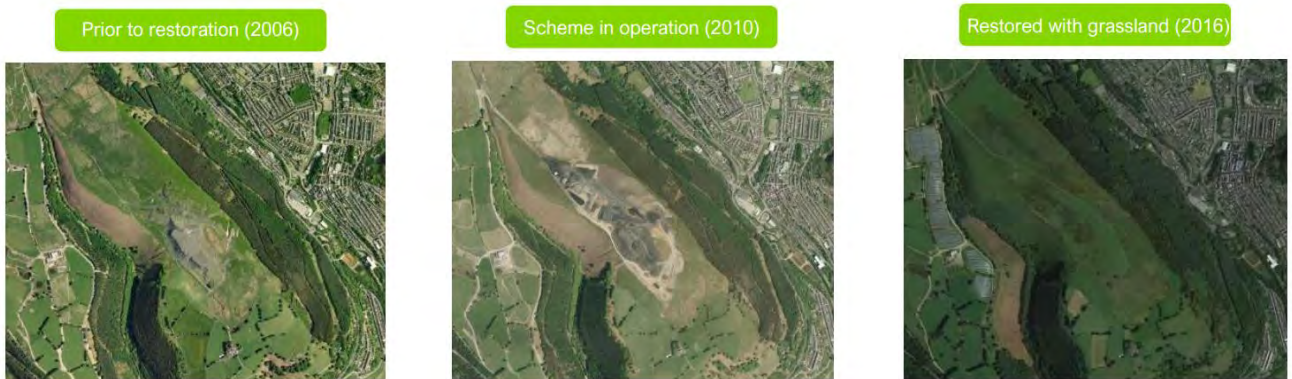 Prior to restoration (2006)
Scheme in operation (2010)
Restored with grassland (2016)